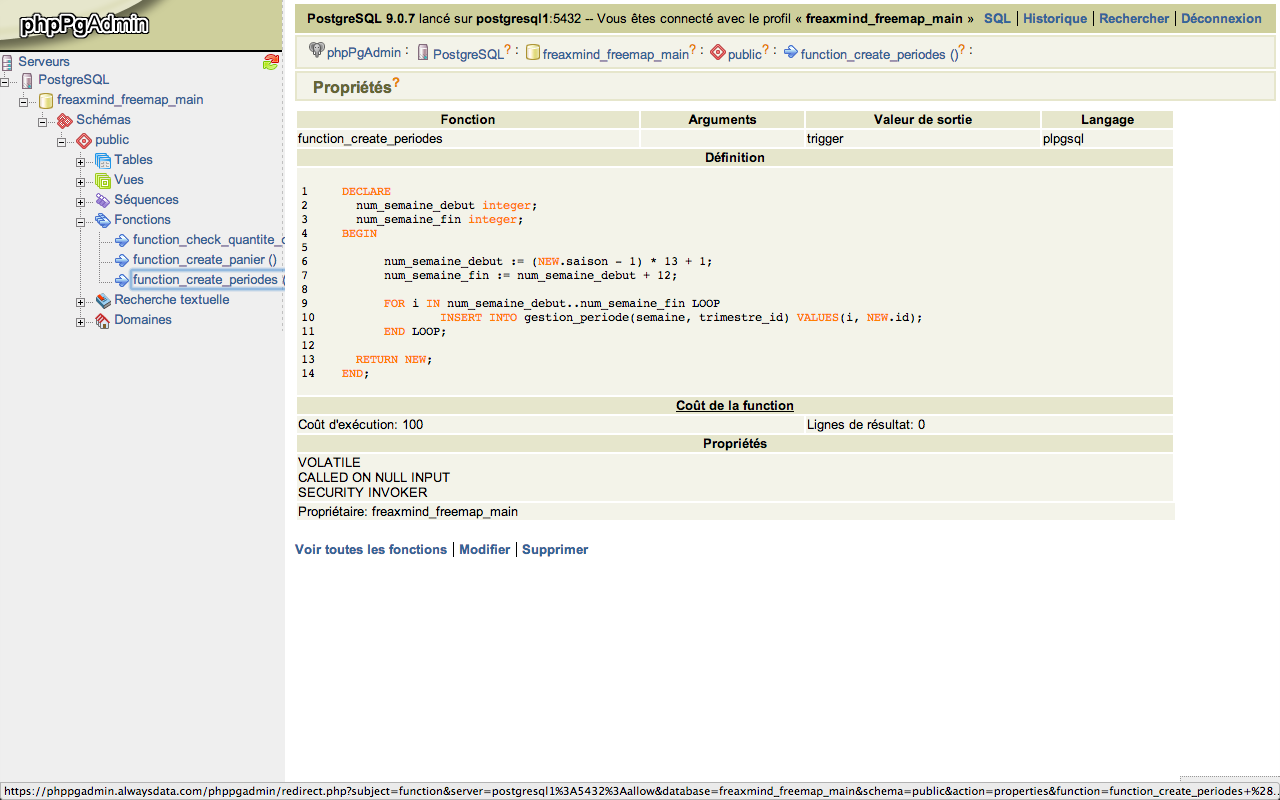 phpPgAdmin
Serveurs
PostgreSQL
freaxmind_freemap_main
Schémas
public
Tables
Vues
Séquences
Fonctions
function_check_quantite_
function_create_panier ()
function_create_periodes (
Recherche textuelle
Domaines
PostgreSQL 9.0.7 lancé sur postgresql1:5432 -- Vous êtes connecté avec le profil « freaxmind_freemap_main » SQL | Historique | Rechercher | Déconnexion
phpPgAdmin : PostgreSQL? : freaxmind_freemap_main? : public? : function_create_periodes ()? :
Propriétés?
Fonction Arguments Valeur de sortie Langage
function_create_periodes trigger plpgsql
Définition
1 DECLARE
2 num_semaine_debut integer;
3 num_semaine_fin integer;
4 BEGIN
5
6 num_semaine_debut := (NEW.saison - 1) * 13 + 1;
7 num_semaine_fin := num_semaine_debut + 12;
8
9 FOR i IN num_semaine_debut..num_semaine_fin LOOP
10 INSERT INTO gestion_periode(semaine, trimestre_id) VALUES(i, NEW.id);
11 END LOOP;
12
13 RETURN NEW;
14 END;
Coût de la function
Coût d'exécution: 100 Lignes de résultat: 0
Propriétés
VOLATILE
CALLED ON NULL INPUT
SECURITY INVOKER
Propriétaire: freaxmind_freemap_main
Voir toutes les fonctions | Modifier | Supprimer
https://phppgadmin.alwaysdata.com/phppgadmin/redirect.php?subject=function&server=postgresql1%3A5432%3Aallow&database=freaxmind_freemap_main&schema=public&action=properties&function=function_create_periodes+%28...